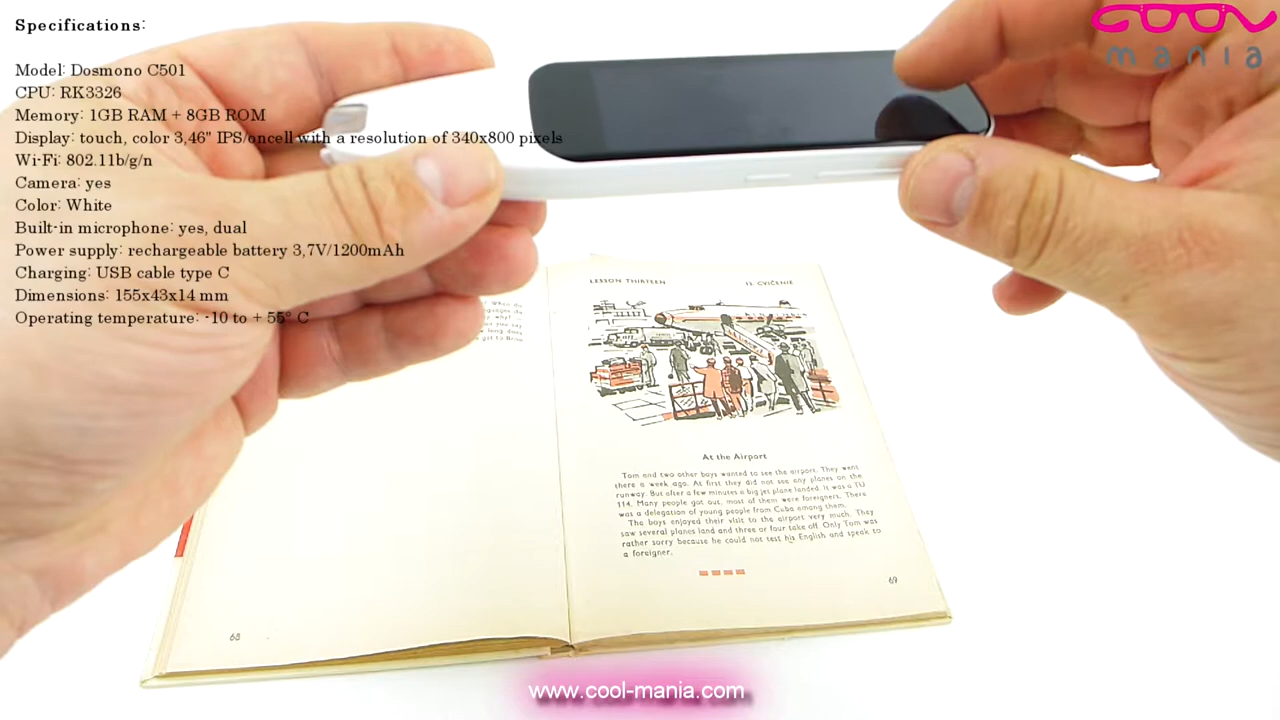 Specifications:
Model: Dosmono C501
CPU: RK3326
Memory: 1GB RAM + 8GB ROM
Display: touch, color 3,46" IPS/oncell with a resolution of 340x800 pixels
Wi-Fi: 802.11b/g/n
Camera: yes
Color: White
Built-in microphone: yes, dual
Power supply: rechargeable battery 3,7V/1200mAh
Charging: USB cable type C
Dimensions: 155x43x14 mm
Operating temperature: -10 to + 55° C
COOL
mania
LESSON THIRTEEN
13. CVIČENIE
At the Airport
Tom and two other boys wanted to see the airport. They went
there a week ago. At first they did not see any planes on the
runway. But after a few minutes a big jet plane landed. It was a TU
114. Many people got out, most of them were foreigners. There
was a delegation of young people from Cuba among them.
The boys enjoyed their visit to the airport very much. They
saw several planes land and three or four take off. Only Tom was
rather sorry because he could not test his English and speak to
a foreigner.
68
69
www.cool-mania.com